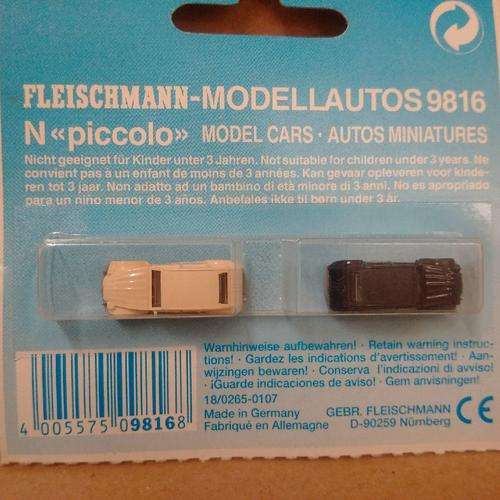 FLEISCHMANN-MODELLAUTOS 9816
N «piccolo» MODEL CARS · AUTOS MINIATURES
Nicht geeignet für Kinder unter 3 Jahren. Not suitable for children under 3 years. Ne
convient pas à un enfant de moins de 3 années. Kan gevaar opleveren voor kinde-
ren tot 3 jaar. Non adatto ad un bambino di età minore di 3 anni. No es apropriado
para un nino menor de 3 años. Anbefales ikke til børn under 3 år.
Warnhinweise aufbewahren! · Retain warning instruc-
tions! · Gardez les indications d'avertissement! · Aan-
wijzingen bewaren! · Conserva l'indicazioni di avviso!
· ¡Guarde indicaciones de aviso! · Gem anvisningen!
18/0265-0107
Made in Germany
Fabriqué en Allemagne
GEBR. FLEISCHMANN
D-90259 Nürnberg
CE
4 005575 098168